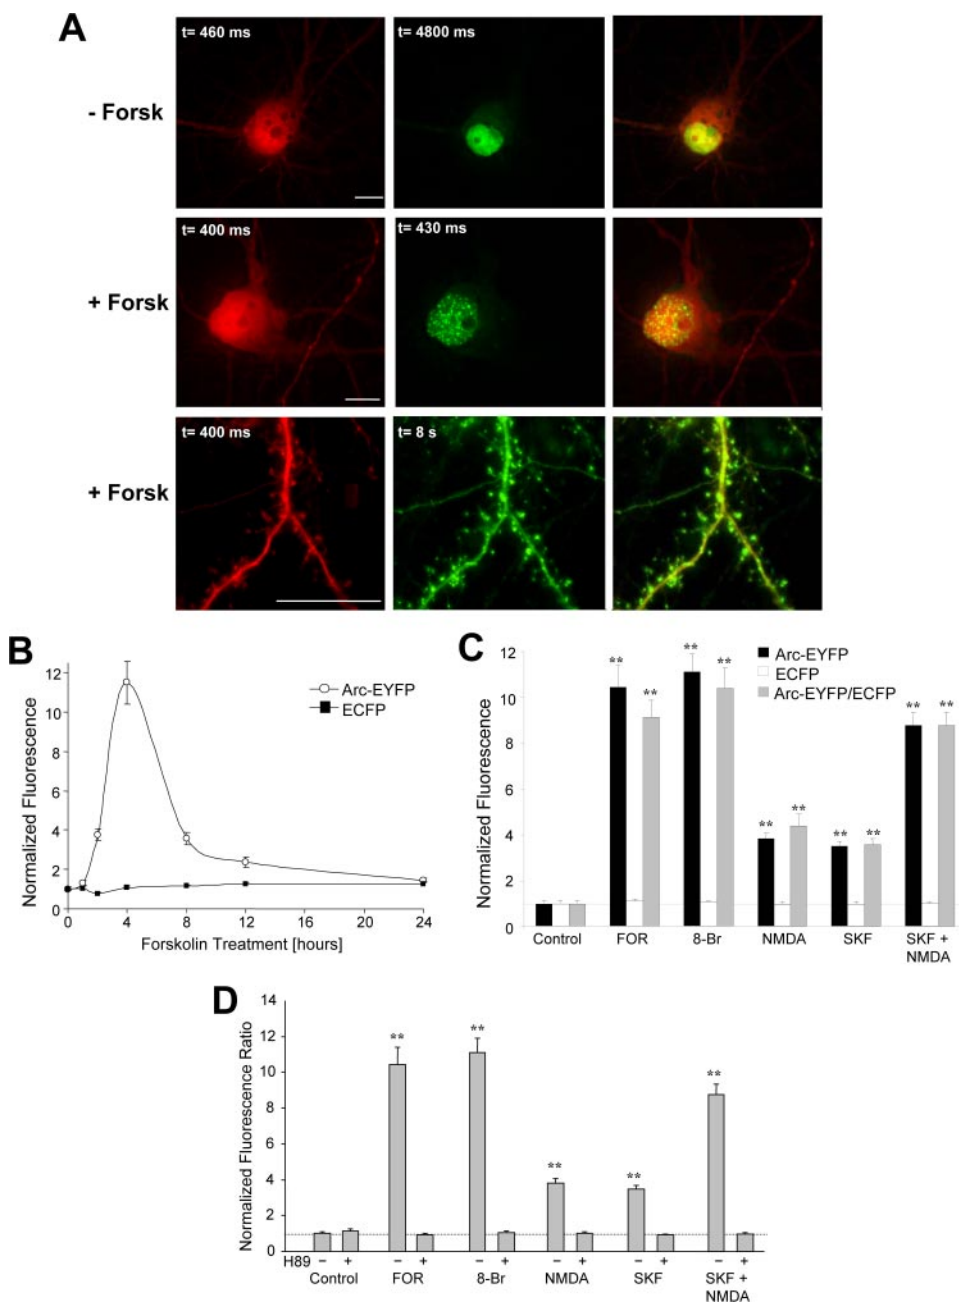 A
- Forsk
t= 460 ms
t= 4800 ms
+ Forsk
t= 400 ms
t= 430 ms
+ Forsk
t= 400 ms
t= 8 s
B
Normalized Fluorescence
12
10
8
6
4
2
0
Arc-EYFP
ECFP
0 4 8 12 16 20 24
Forskolin Treatment [hours]
C
Normalized Fluorescence
12
10
8
6
4
2
0
Arc-EYFP
ECFP
Arc-EYFP/ECFP
** ** ** ** ** ** ** ** ** **
Control FOR 8-Br NMDA SKF SKF +
NMDA
D
Normalized Fluorescence Ratio
14
12
10
8
6
4
2
0
** ** ** ** **
H89 – + – + – + – + – + – +
Control FOR 8-Br NMDA SKF SKF +
NMDA